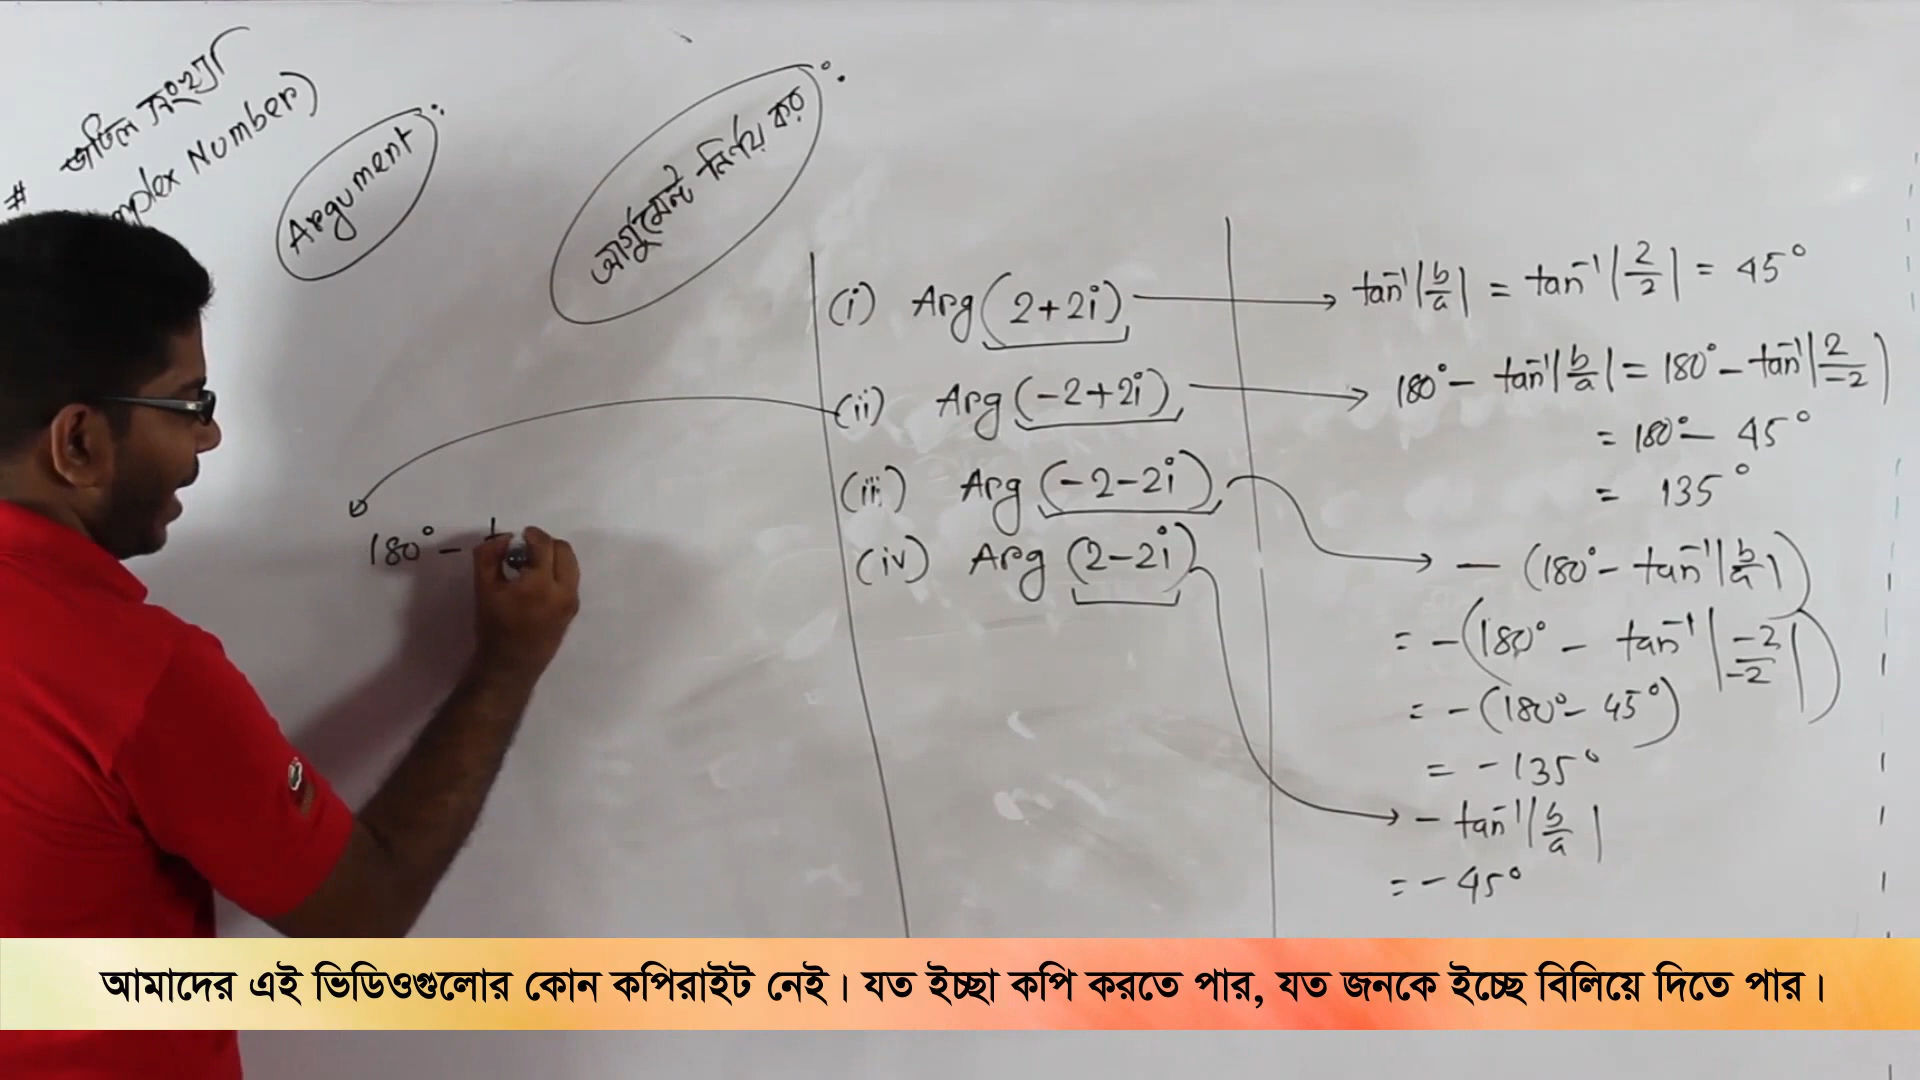 # জটিল সংখ্যা
mplex Number)
Argument :
আর্গুমেন্ট নির্ণয় কর :
180° –
(i) Arg (2+2i)
(ii) Arg (-2+2i)
(iii) Arg (-2-2i)
(iv) Arg (2-2i)
tan⁻¹|b/a| = tan⁻¹|2/2| = 45°
180° – tan⁻¹|b/a| = 180° – tan⁻¹|2/-2|
= 180° – 45°
= 135°
– (180° – tan⁻¹|b/a|)
= -(180° – tan⁻¹|-2/-2|)
= -(180° – 45°)
= -135°
– tan⁻¹|b/a|
= -45°
আমাদের এই ভিডিওগুলোর কোন কপিরাইট নেই। যত ইচ্ছা কপি করতে পার, যত জনকে ইচ্ছে বিলিয়ে দিতে পার।